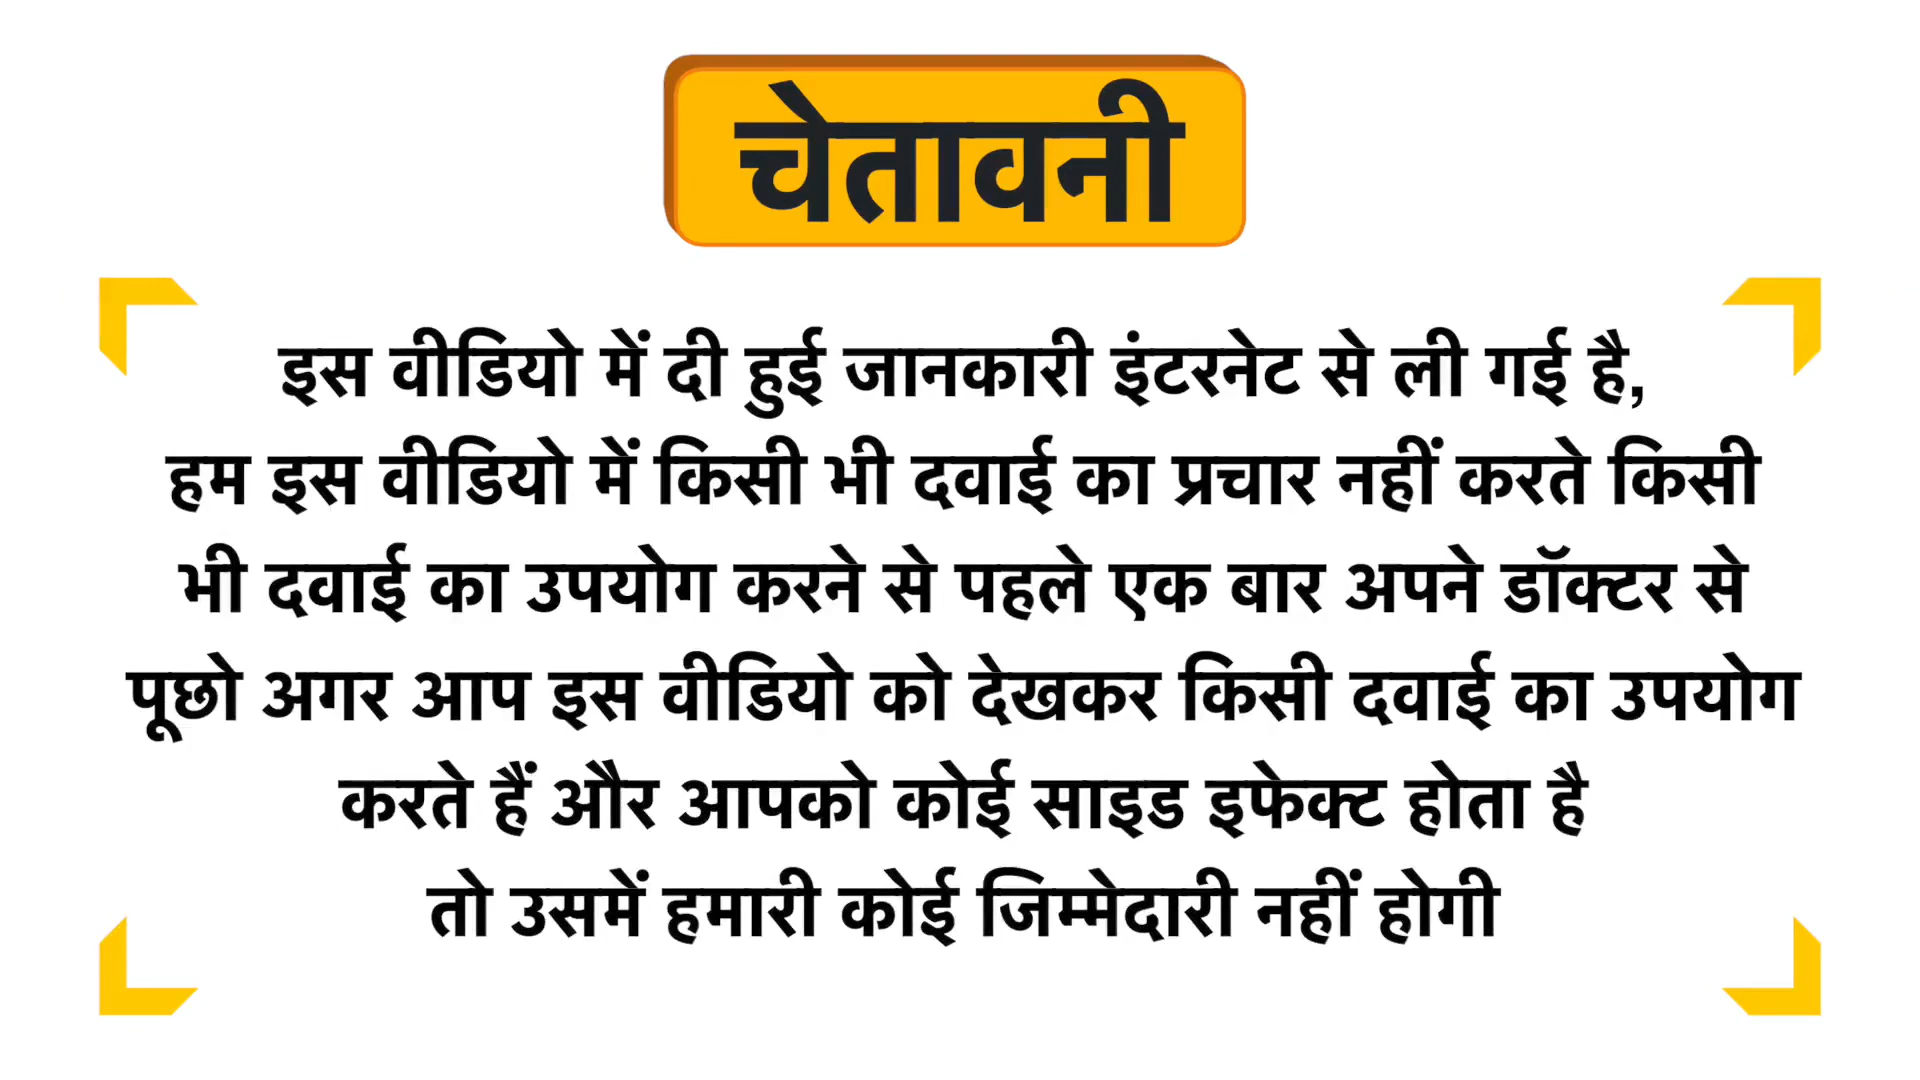 चेतावनी
इस वीडियो में दी हुई जानकारी इंटरनेट से ली गई है,
हम इस वीडियो में किसी भी दवाई का प्रचार नहीं करते किसी
भी दवाई का उपयोग करने से पहले एक बार अपने डॉक्टर से
पूछो अगर आप इस वीडियो को देखकर किसी दवाई का उपयोग
करते हैं और आपको कोई साइड इफेक्ट होता है
तो उसमें हमारी कोई जिम्मेदारी नहीं होगी